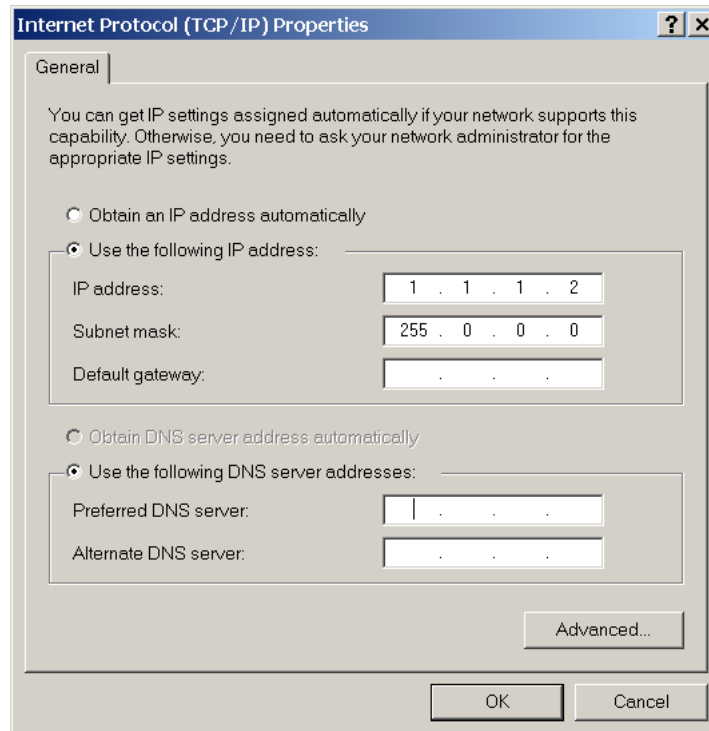 Internet Protocol (TCP/IP) Properties ? ×
General
You can get IP settings assigned automatically if your network supports this
capability. Otherwise, you need to ask your network administrator for the
appropriate IP settings.
Obtain an IP address automatically
Use the following IP address:
IP address: 1 . 1 . 1 . 2
Subnet mask: 255 . 0 . 0 . 0
Default gateway: . . .
Obtain DNS server address automatically
Use the following DNS server addresses:
Preferred DNS server: . . .
Alternate DNS server: . . .
Advanced...
OK Cancel